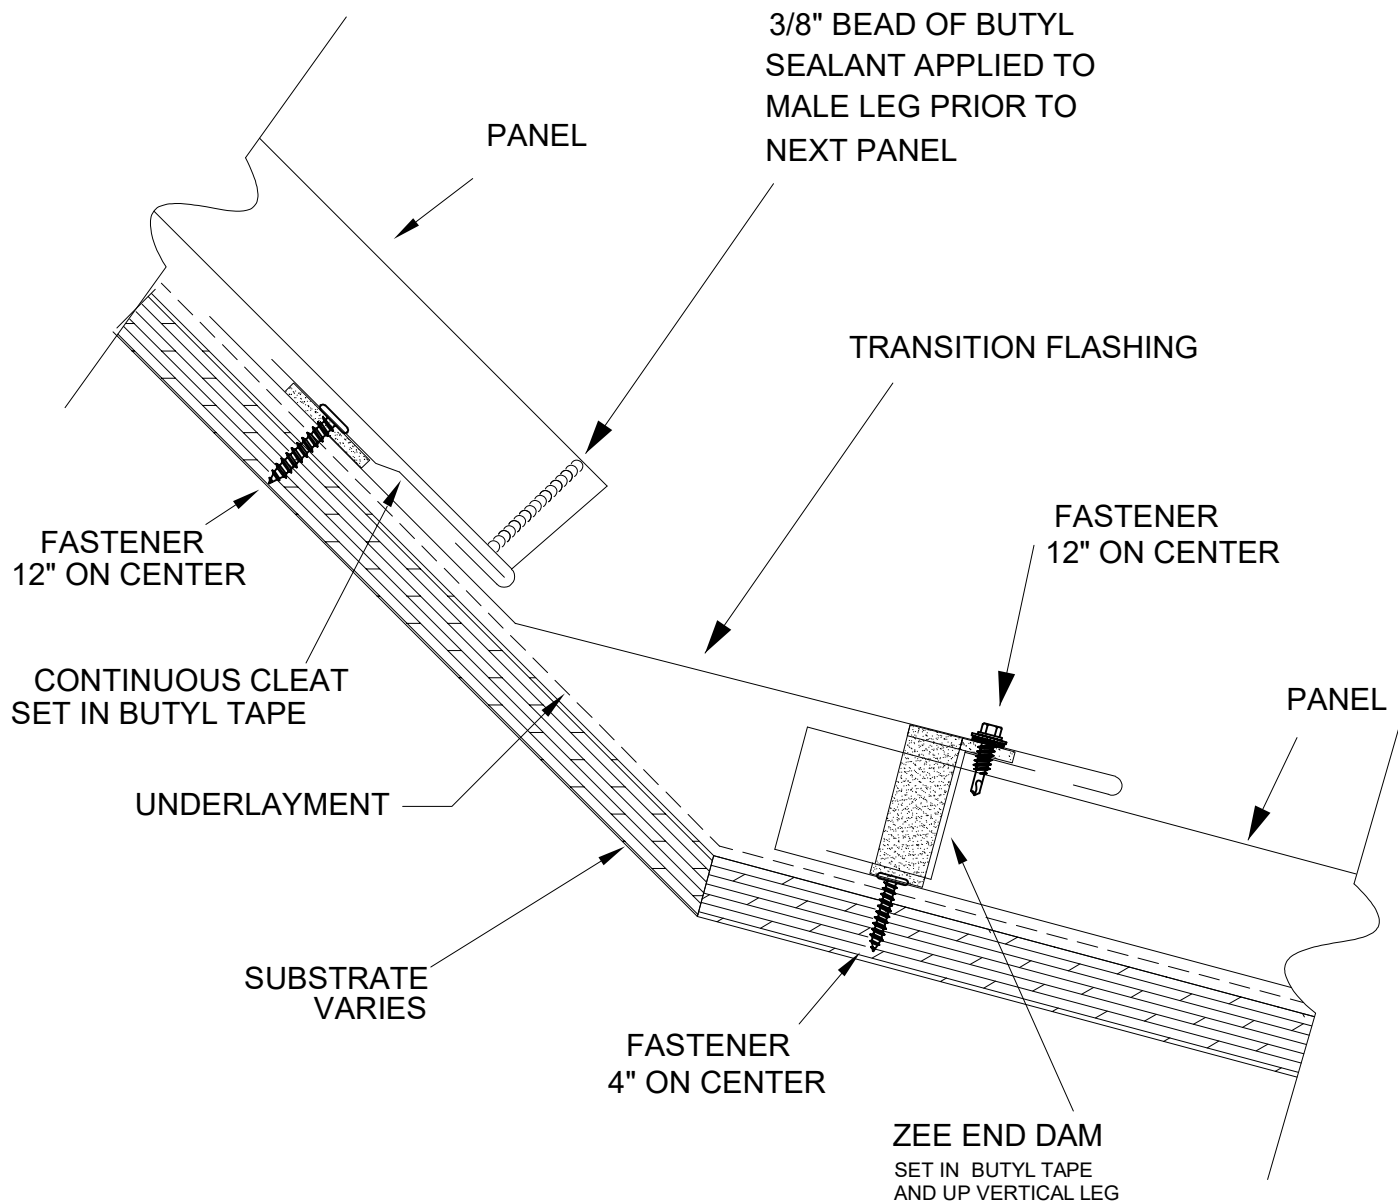 3/8" BEAD OF BUTYL
SEALANT APPLIED TO
MALE LEG PRIOR TO
NEXT PANEL
PANEL
TRANSITION FLASHING
FASTENER
12" ON CENTER
FASTENER
12" ON CENTER
CONTINUOUS CLEAT
SET IN BUTYL TAPE
PANEL
UNDERLAYMENT
SUBSTRATE
VARIES
FASTENER
4" ON CENTER
ZEE END DAM
SET IN BUTYL TAPE
AND UP VERTICAL LEG